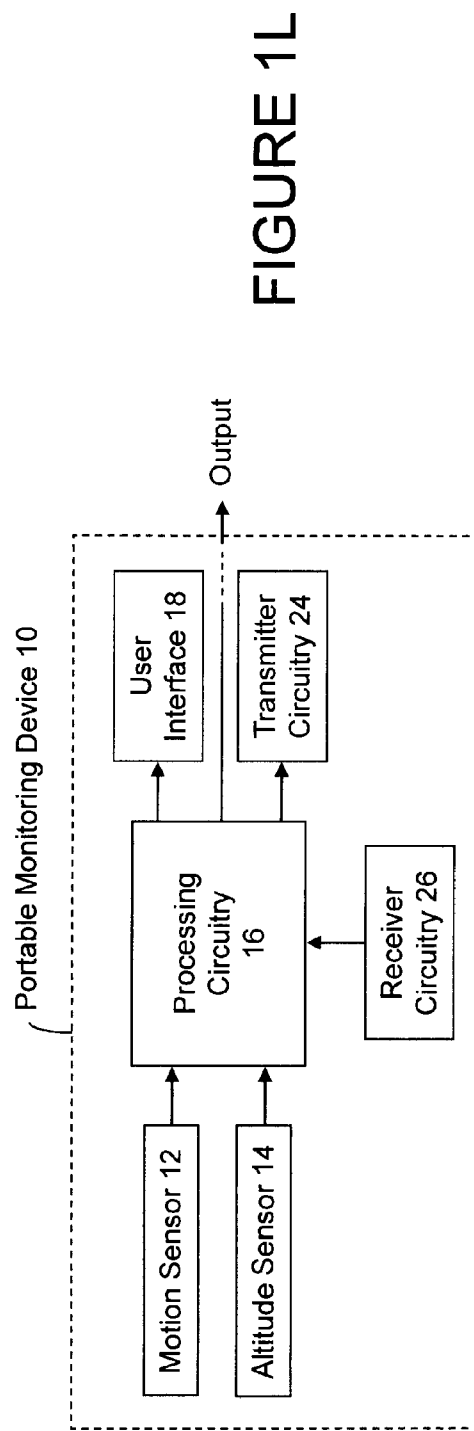 Portable Monitoring Device 10
Motion Sensor 12
Altitude Sensor 14
Processing
Circuitry
16
User
Interface 18
Output
Transmitter
Circuitry 24
Receiver
Circuitry 26
FIGURE 1L